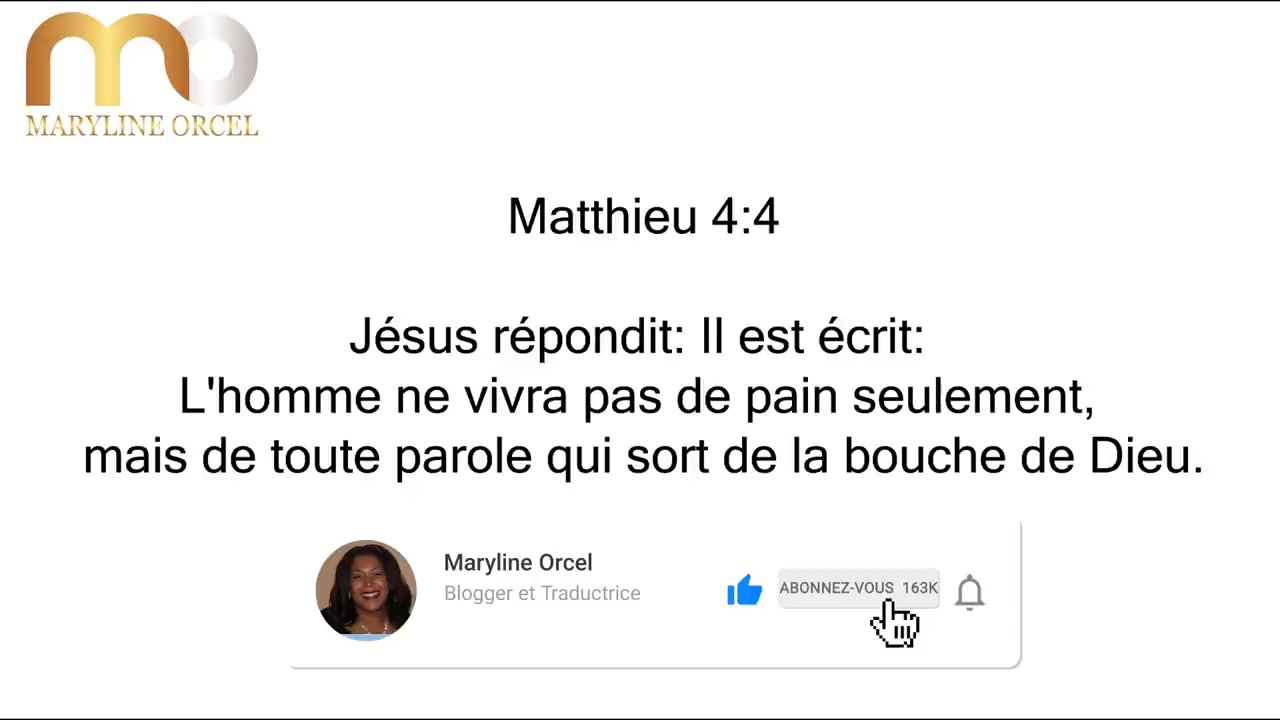 mo
MARYLINE ORCEL
Matthieu 4:4
Jésus répondit: Il est écrit:
L'homme ne vivra pas de pain seulement,
mais de toute parole qui sort de la bouche de Dieu.
Maryline Orcel
Blogger et Traductrice
ABONNEZ-VOUS 163K